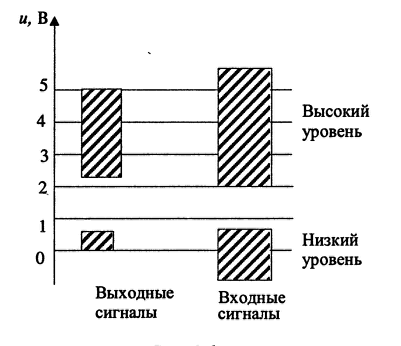 u, В
5
4
3
2
1
0
Высокий
уровень
Низкий
уровень
Выходные
сигналы
Входные
сигналы